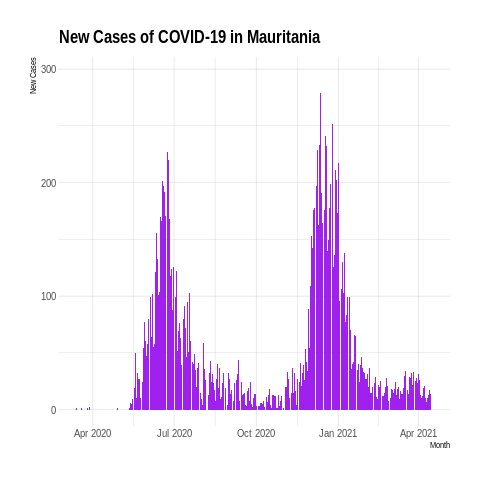 New Cases of COVID-19 in Mauritania
New Cases
300
200
100
0
Apr 2020 Jul 2020 Oct 2020 Jan 2021 Apr 2021
Month